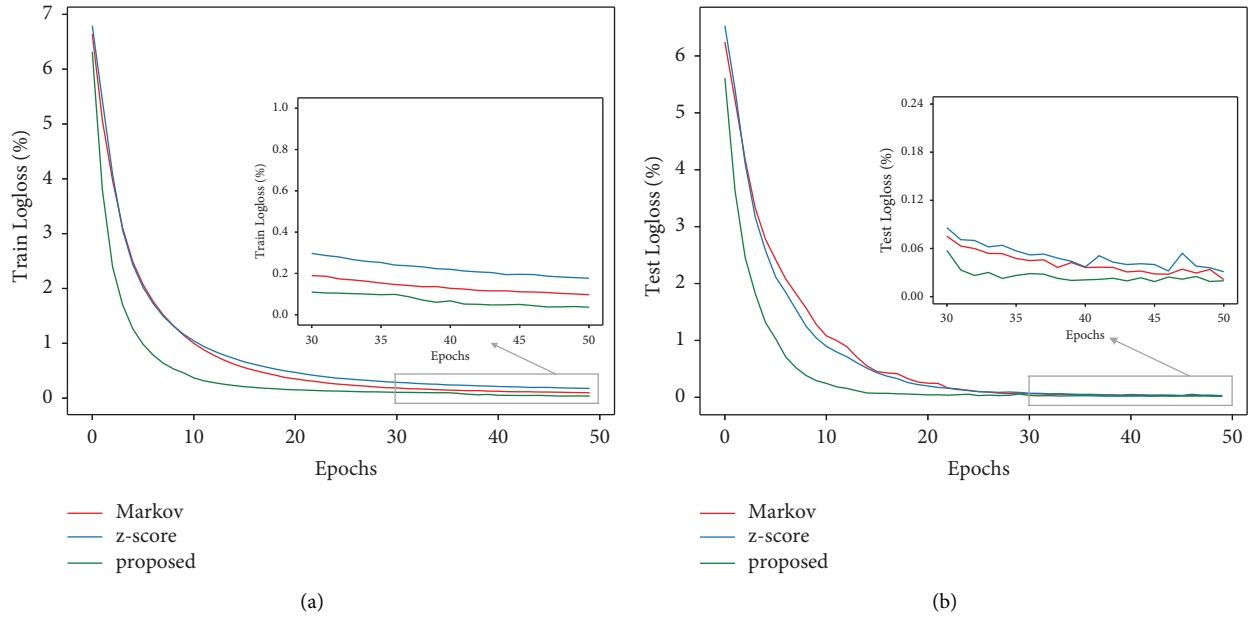 7
6
5
4
3
2
1
0
Train Logloss (%)
0 10 20 30 40 50
Epochs
1.0
0.8
0.6
0.4
0.2
0.0
Train Logloss (%)
30 35 40 45 50
Epochs
Markov
z-score
proposed
(a)
6
5
4
3
2
1
0
Test Logloss (%)
0 10 20 30 40 50
Epochs
0.24
0.18
0.12
0.06
0.00
Test Logloss (%)
30 35 40 45 50
Epochs
Markov
z-score
proposed
(b)